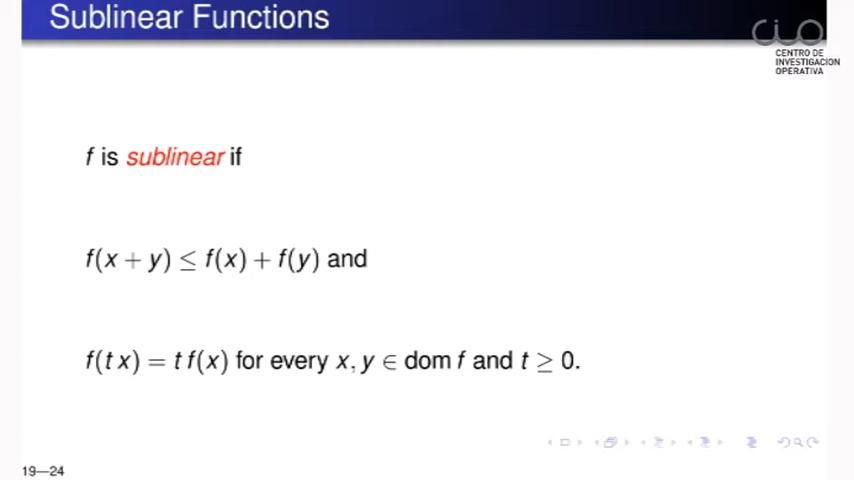 Sublinear Functions
CENTRO DE
INVESTIGACION
OPERATIVA
f is sublinear if
f(x + y) ≤ f(x) + f(y) and
f(t x) = t f(x) for every x, y ∈ dom f and t ≥ 0.
19—24